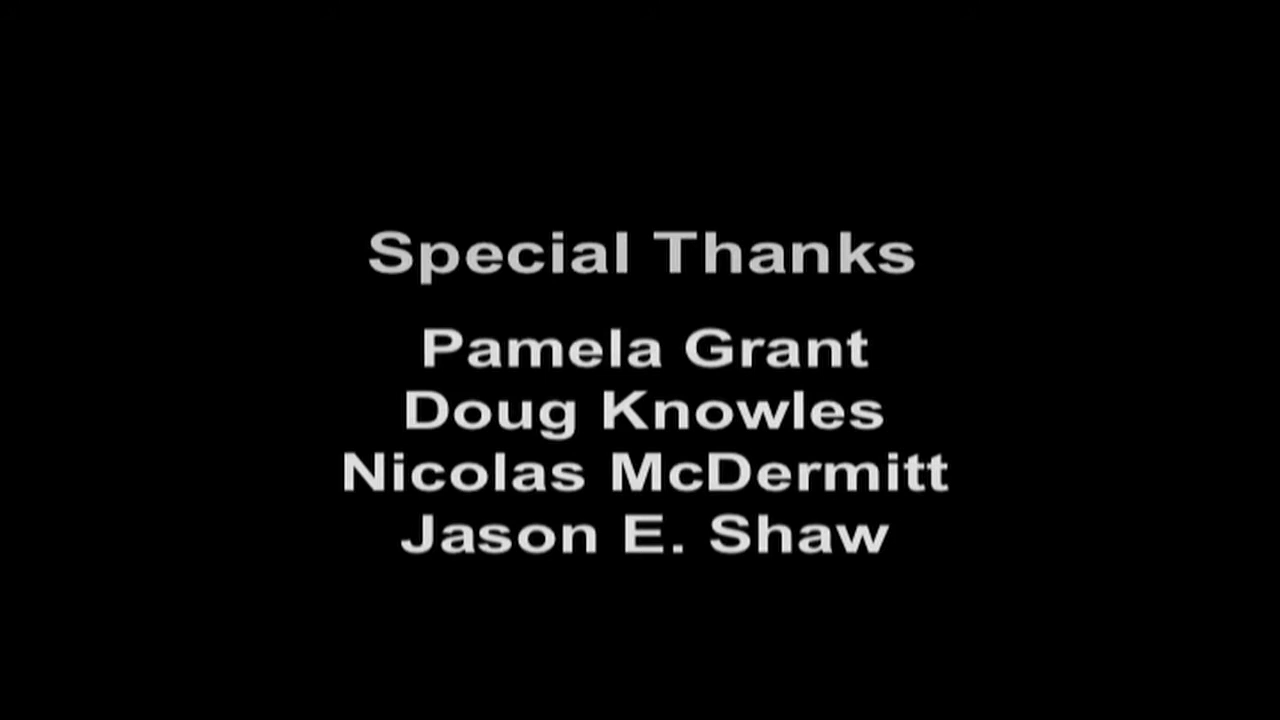 Special Thanks
Pamela Grant
Doug Knowles
Nicolas McDermitt
Jason E. Shaw